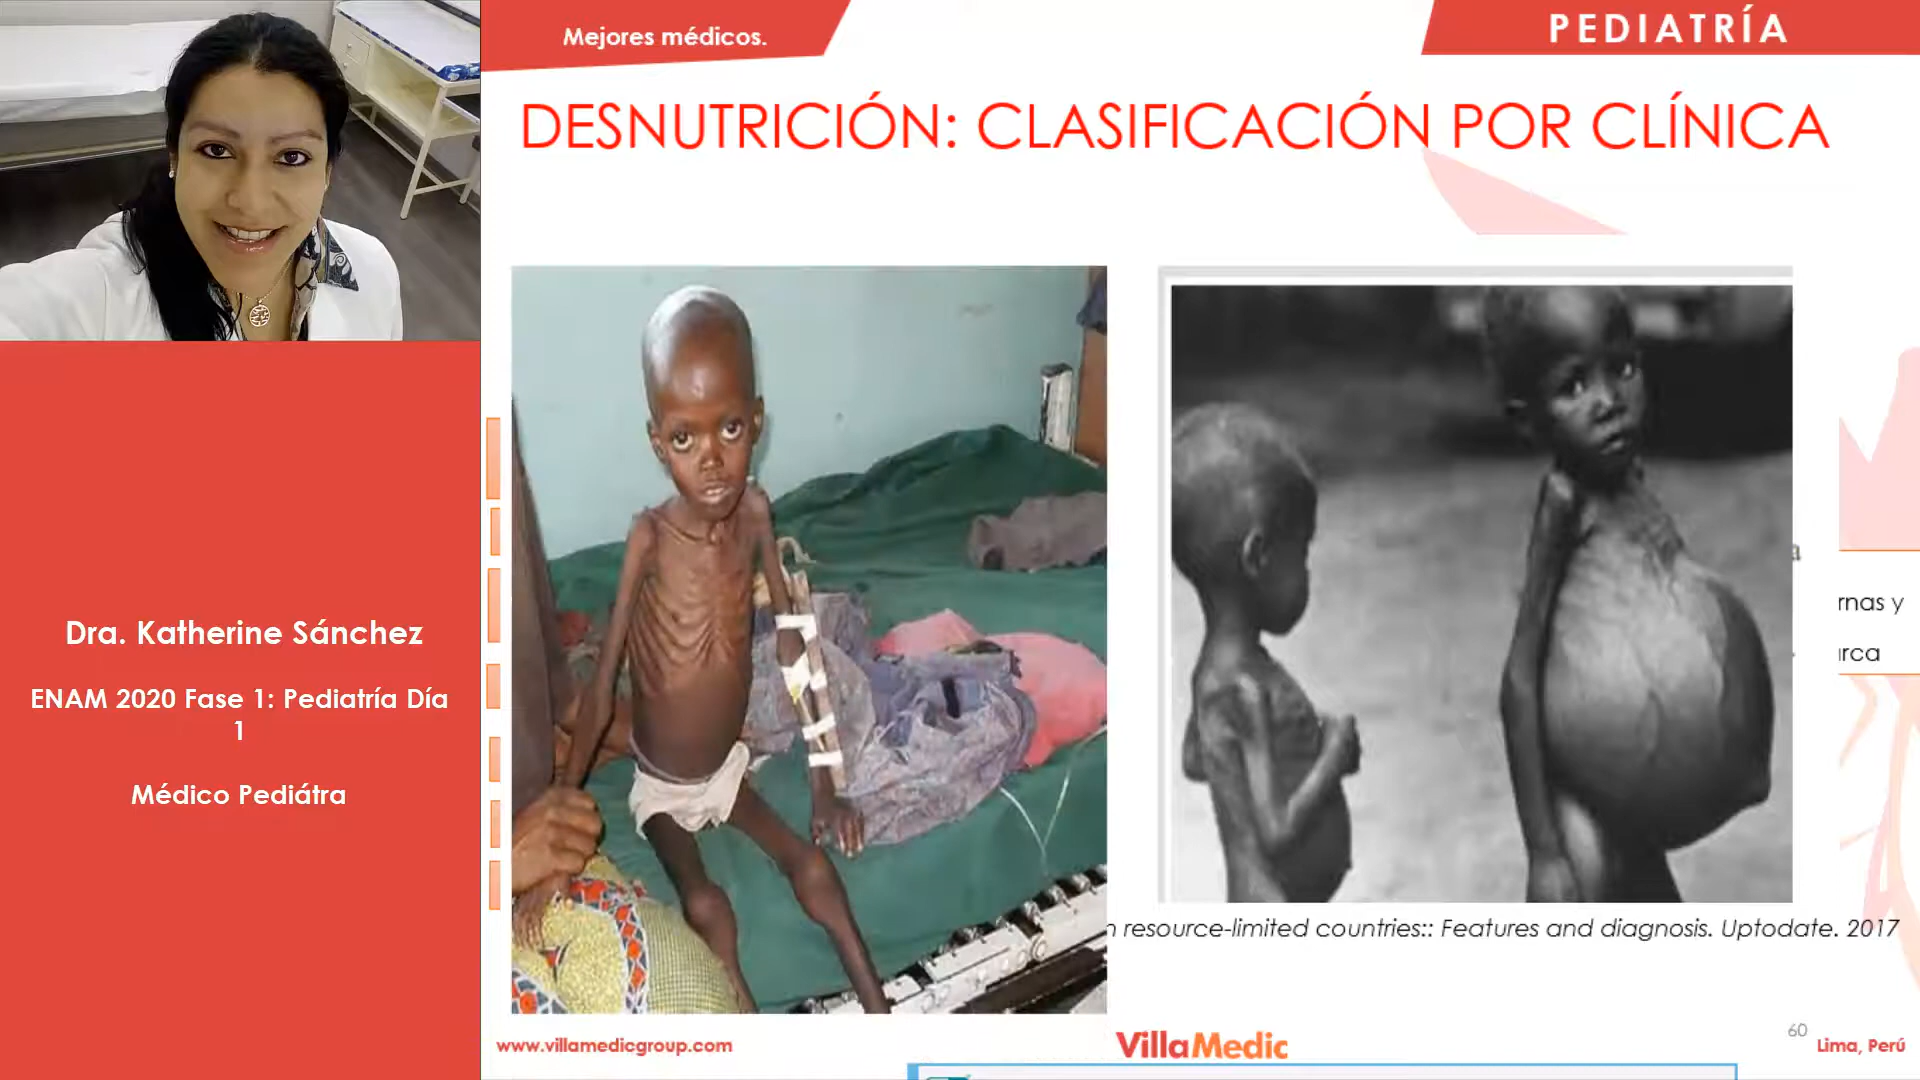 Mejores médicos.
PEDIATRÍA
DESNUTRICIÓN: CLASIFICACIÓN POR CLÍNICA
Dra. Katherine Sánchez
ENAM 2020 Fase 1: Pediatría Día
1
Médico Pediátra
rnas y
resource-limited countries:: Features and diagnosis. Uptodate. 2017
www.villamedicgroup.com
VillaMedic
60
Lima, Perú